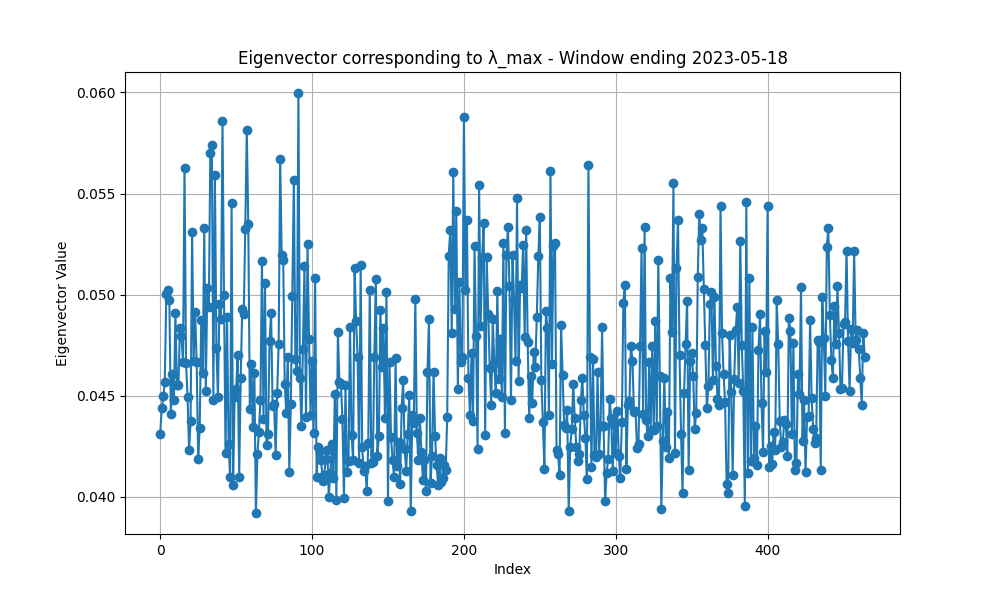 Eigenvector corresponding to λ_max - Window ending 2023-05-18
0.060
0.055
0.050
0.045
0.040
Eigenvector Value
0 100 200 300 400
Index